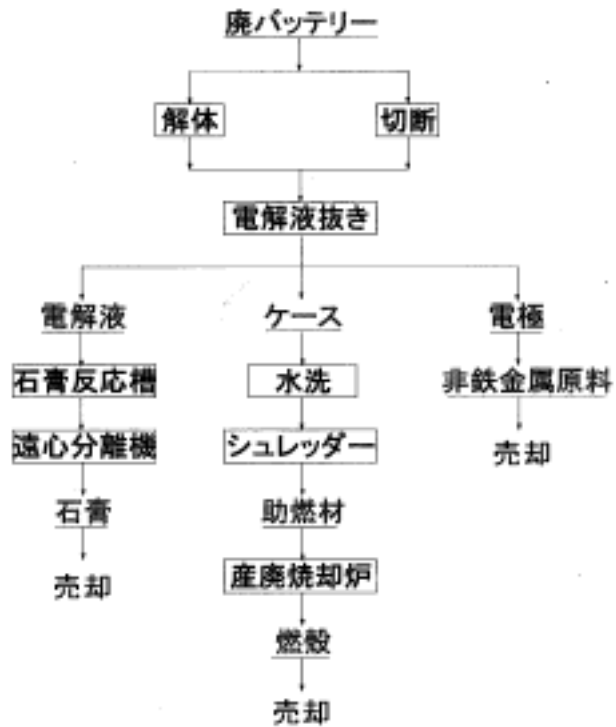 廃バッテリー
解体 切断
電解液抜き
電解液 ケース 電極
石膏反応槽 水洗 非鉄金属原料
遠心分離機 シュレッダー 売却
石膏 助燃材
売却 産廃焼却炉
燃殻
売却